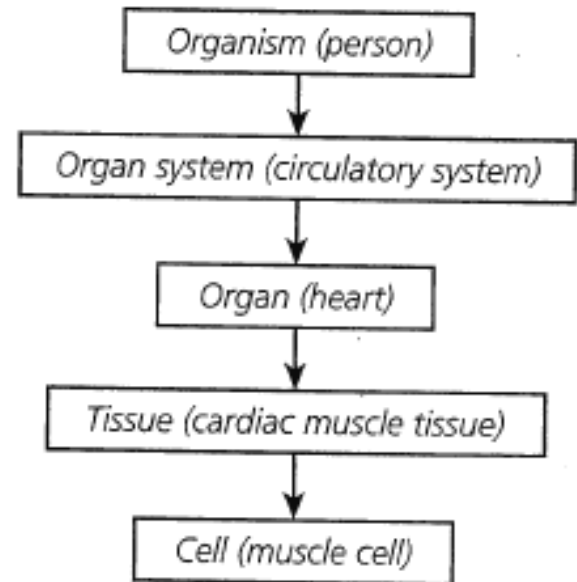 Organism (person)
Organ system (circulatory system)
Organ (heart)
Tissue (cardiac muscle tissue)
Cell (muscle cell)